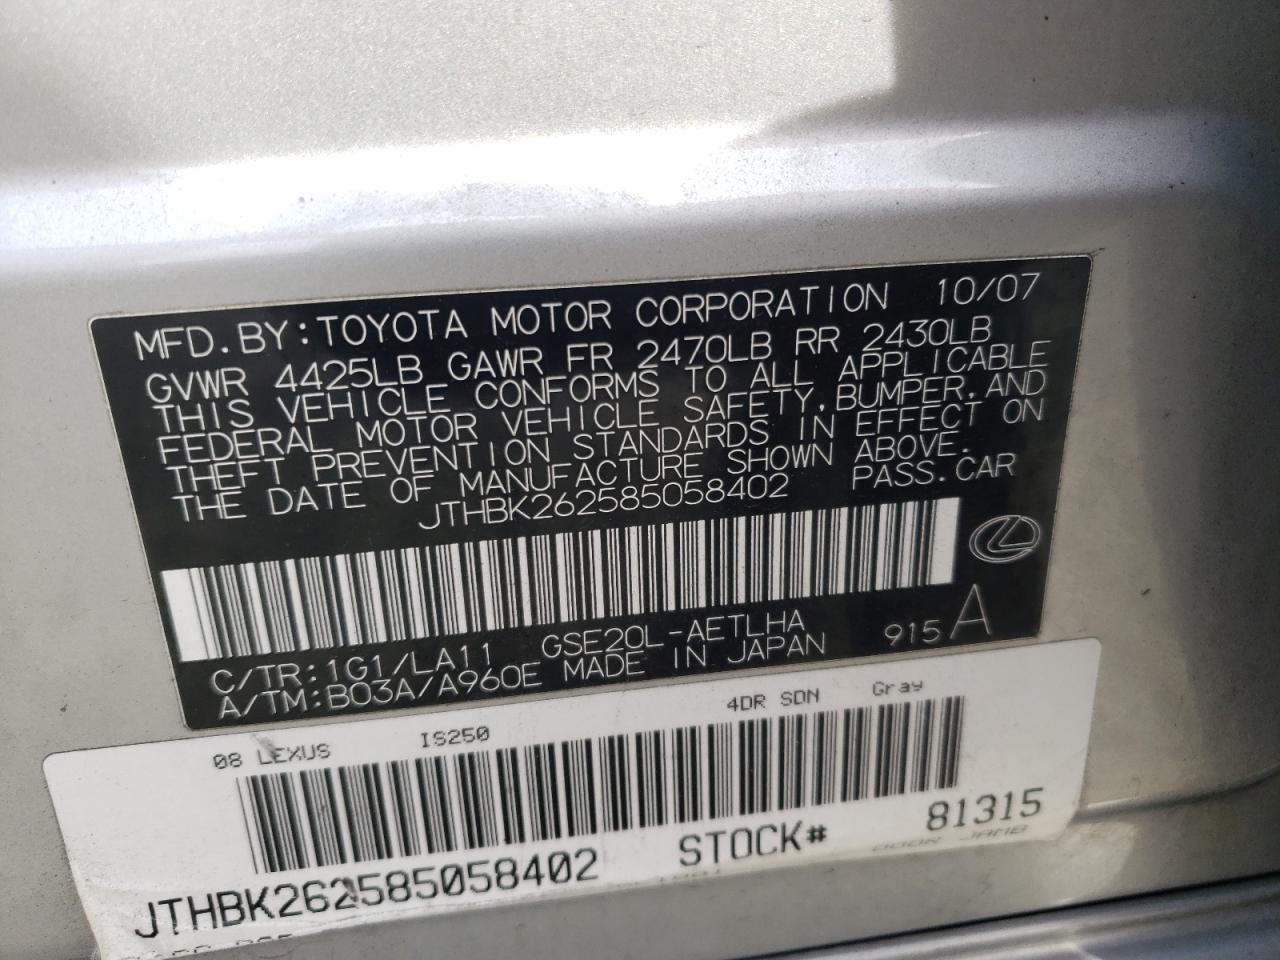 MFD. BY: TOYOTA MOTOR CORPORATION 10/07
GVWR 4425LB GAWR FR 2470LB RR 2430LB
THIS VEHICLE CONFORMS TO ALL APPLICABLE
FEDERAL MOTOR VEHICLE SAFETY, BUMPER, AND
THEFT PREVENTION STANDARDS IN EFFECT ON
THE DATE OF MANUFACTURE SHOWN ABOVE.
JTHBK262585058402 PASS. CAR
C/TR: 1G1/LA11 GSE20L-AETLHA 915 A
A/TM: B03A/A960E MADE IN JAPAN
08 LEXUS IS250 4DR SDN Gray
JTHBK262585058402 STOCK# 81315
DOOR JAMB